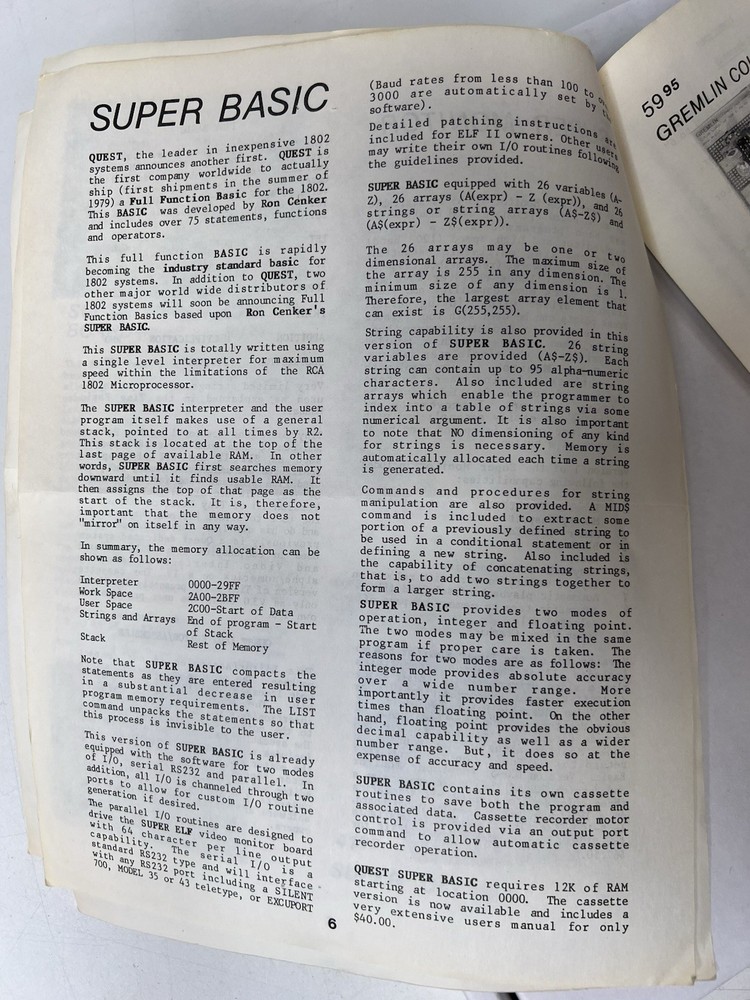 SUPER BASIC
QUEST, the leader in inexpensive 1802
systems announces another first. QUEST is
the first company worldwide to actually
ship (first shipments in the summer of
1979) a Full Function Basic for the 1802.
This BASIC was developed by Ron Cenker
and includes over 75 statements, functions
and operators.
This full function BASIC is rapidly
becoming the industry standard basic for
1802 systems. In addition to QUEST, two
other major world wide distributors of
1802 systems will soon be announcing Full
Function Basics based upon Ron Cenker's
SUPER BASIC.
This SUPER BASIC is totally written using
a single level interpreter for maximum
speed within the limitations of the RCA
1802 Microprocessor.
The SUPER BASIC interpreter and the user
program itself makes use of a general
stack, pointed to at all times by R2.
This stack is located at the top of the
last page of available RAM. In other
words, SUPER BASIC first searches memory
downward until it finds usable RAM. It
then assigns the top of that page as the
start of the stack. It is, therefore,
important that the memory does not
"mirror" on itself in any way.
In summary, the memory allocation can be
shown as follows:
Interpreter 0000-29FF
Work Space 2A00-2BFF
User Space 2C00-Start of Data
Strings and Arrays End of program - Start
of Stack
Stack Rest of Memory
Note that SUPER BASIC compacts the
statements as they are entered resulting
in a substantial decrease in user
program memory requirements. The LIST
command unpacks the statements so that
this process is invisible to the user.
This version of SUPER BASIC is already
equipped with the software for two modes
of I/O, serial RS232 and parallel. In
addition, all I/O is channeled through two
ports to allow for custom I/O routine
generation if desired.
The parallel I/O routines are designed to
drive the SUPER ELF video monitor board
with 64 character per line output
capability. The serial I/O is a
standard RS232 type and will interface
with any RS232 port including a SILENT
700, MODEL 35 or 43 teletype, or EXCUPORT
(Baud rates from less than 100 to
3000 are automatically set by
software).
Detailed patching instructions are
included for ELF II owners. Other users
may write their own I/O routines following
the guidelines provided.
SUPER BASIC equipped with 26 variables (A-
Z), 26 arrays (A(expr) - Z (expr)), and 26
strings or string arrays (A$-Z$) and
(A$(expr) - Z$(expr)).
The 26 arrays may be one or two
dimensional arrays. The maximum size of
the array is 255 in any dimension. The
minimum size of any dimension is 1.
Therefore, the largest array element that
can exist is G(255,255).
String capability is also provided in this
version of SUPER BASIC. 26 string
variables are provided (A$-Z$). Each
string can contain up to 95 alpha-numeric
characters. Also included are string
arrays which enable the programmer to
index into a table of strings via some
numerical argument. It is also important
to note that NO dimensioning of any kind
for strings is necessary. Memory is
automatically allocated each time a string
is generated.
Commands and procedures for string
manipulation are also provided. A MID$
command is included to extract some
portion of a previously defined string to
be used in a conditional statement or in
defining a new string. Also included is
the capability of concatenating strings,
that is, to add two strings together to
form a larger string.
SUPER BASIC provides two modes of
operation, integer and floating point.
The two modes may be mixed in the same
program if proper care is taken. The
reasons for two modes are as follows: The
integer mode provides absolute accuracy
over a wide number range. More
importantly it provides faster execution
times than floating point. On the other
hand, floating point provides the obvious
decimal capability as well as a wider
number range. But, it does so at the
expense of accuracy and speed.
SUPER BASIC contains its own cassette
routines to save both the program and
associated data. Cassette recorder motor
control is provided via an output port
command to allow automatic cassette
recorder operation.
QUEST SUPER BASIC requires 12K of RAM
starting at location 0000. The cassette
version is now available and includes a
very extensive users manual for only
$40.00.
6
59 95
GREMLIN